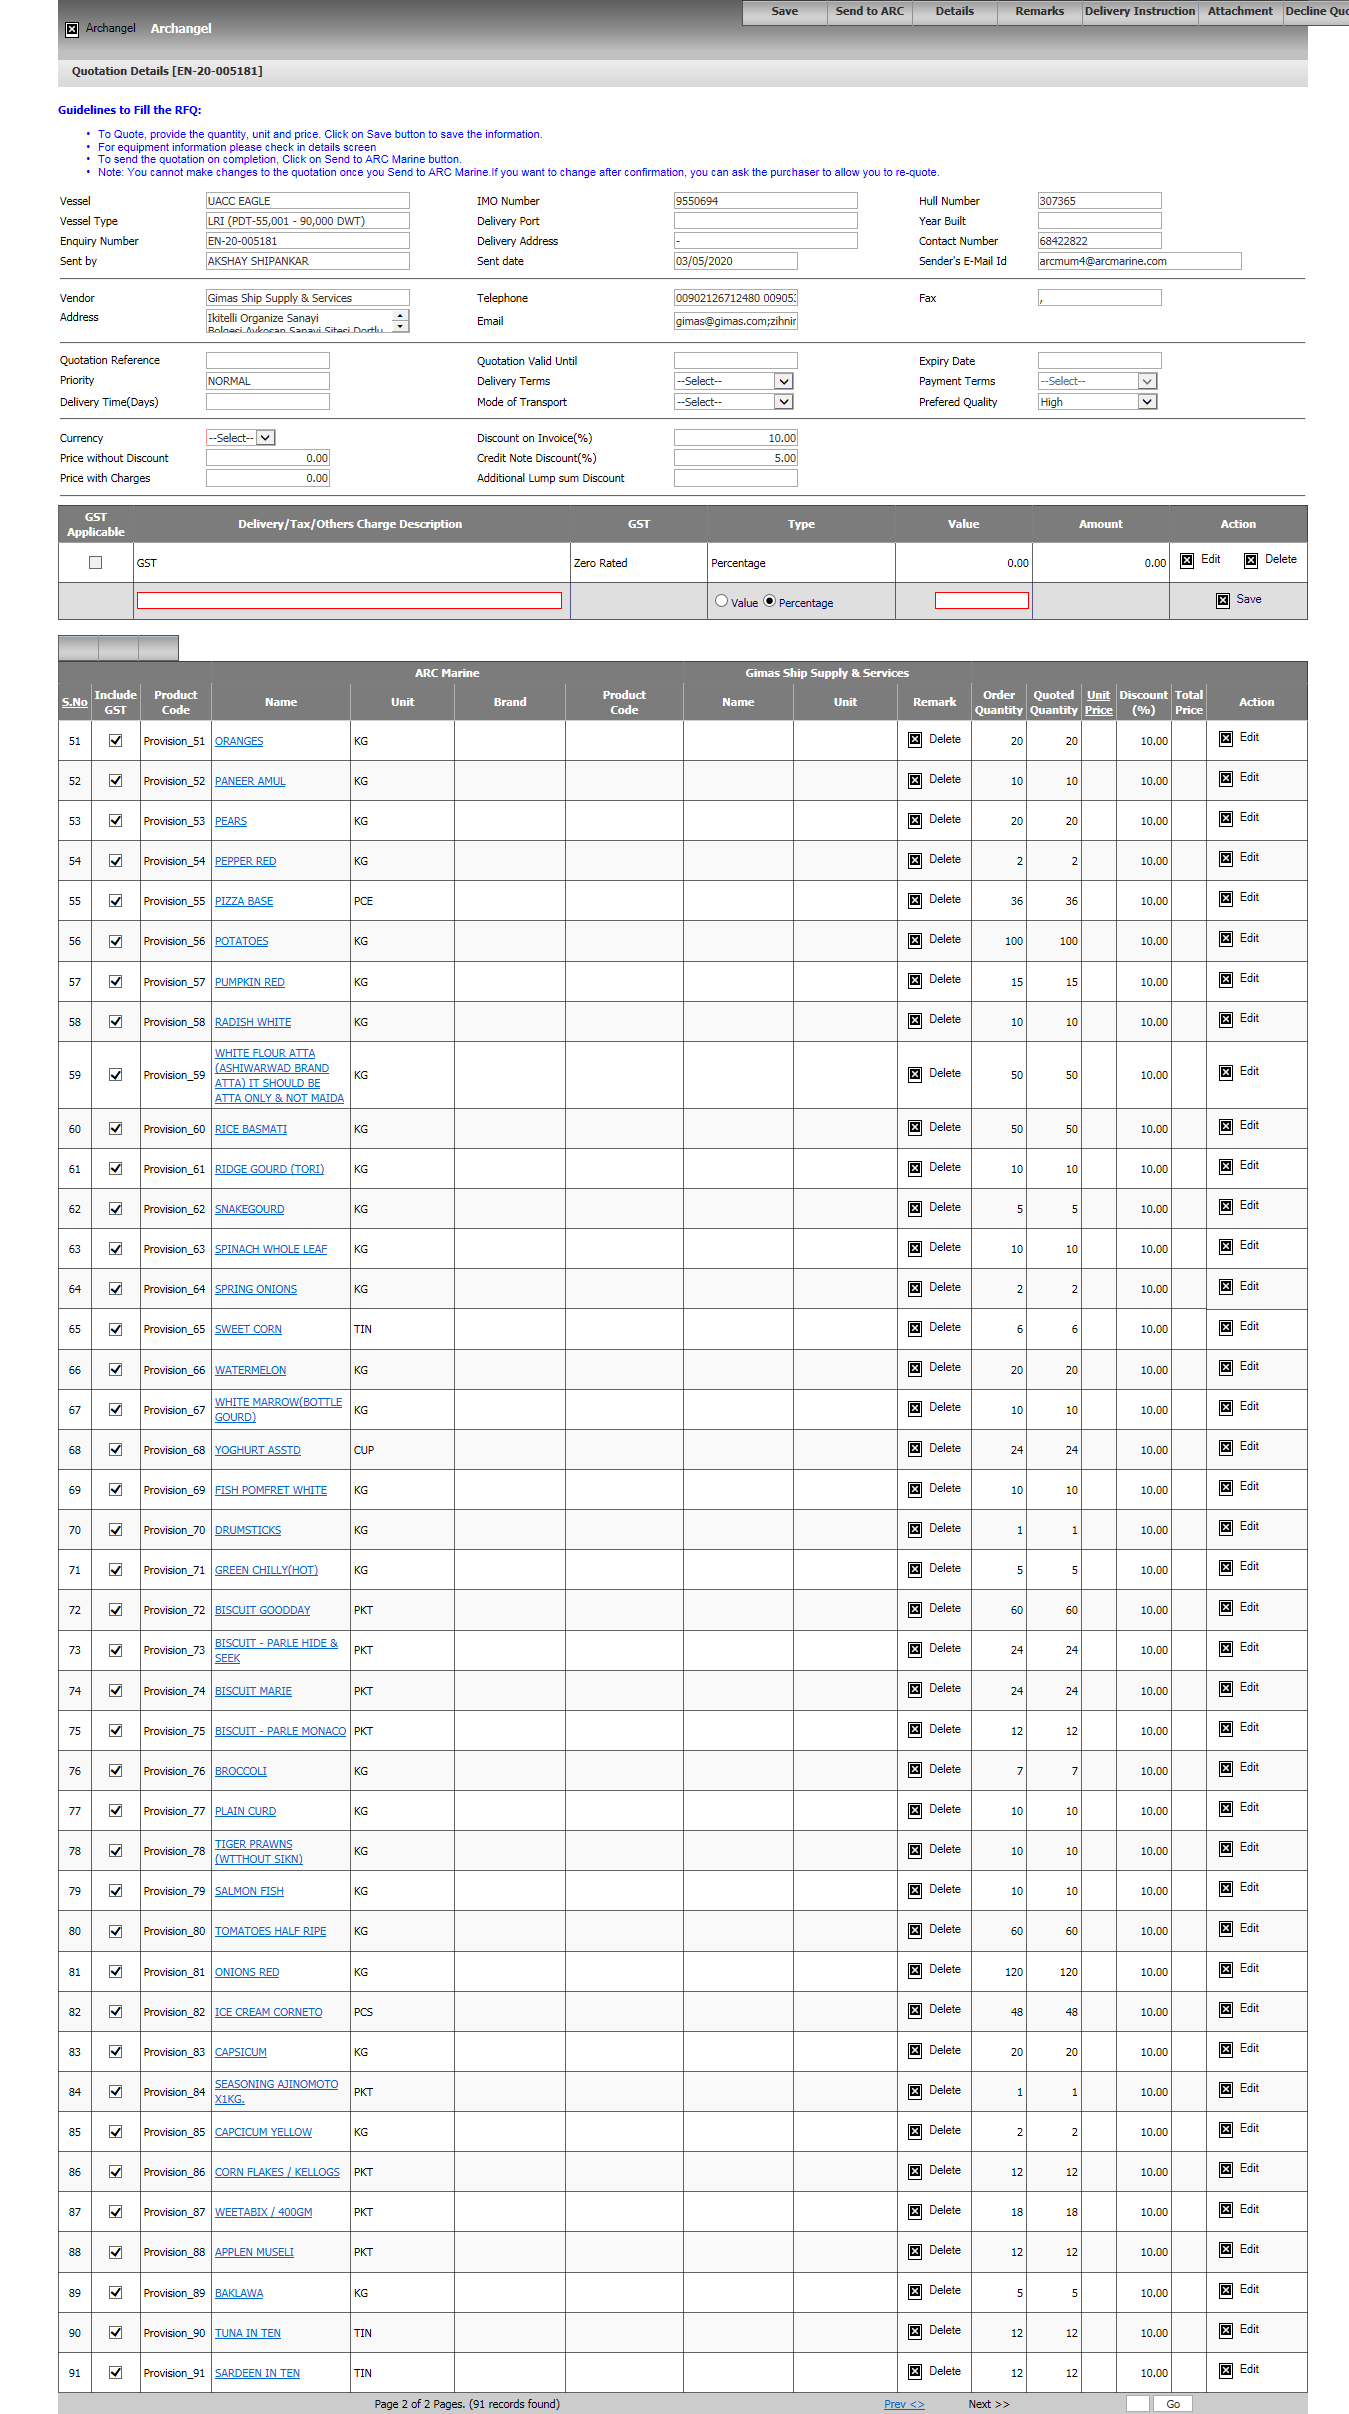 Save Send to ARC Details Remarks Delivery Instruction Attachment Decline Quo
Archangel Archangel
Quotation Details [EN-20-005181]
Guidelines to Fill the RFQ:
• To Quote, provide the quantity, unit and price. Click on Save button to save the information.
• For equipment information please check in details screen
• To send the quotation on completion, Click on Send to ARC Marine button.
• Note: You cannot make changes to the quotation once you Send to ARC Marine.If you want to change after confirmation, you can ask the purchaser to allow you to re-quote.
Vessel UACC EAGLE IMO Number 9550694 Hull Number 307365
Vessel Type LRI (PDT-55,001 - 90,000 DWT) Delivery Port Year Built
Enquiry Number EN-20-005181 Delivery Address - Contact Number 68422822
Sent by AKSHAY SHIPANKAR Sent date 03/05/2020 Sender's E-Mail Id arcmum4@arcmarine.com
Vendor Gimas Ship Supply & Services Telephone 00902126712480 009053 Fax ,
Address Ikitelli Organize Sanayi Bolgesi Aykosan Sanayi Sitesi Dortlu Email gimas@gimas.com;zihnir
Quotation Reference Quotation Valid Until Expiry Date
Priority NORMAL Delivery Terms --Select-- Payment Terms --Select--
Delivery Time(Days) Mode of Transport --Select-- Prefered Quality High
Currency --Select-- Discount on Invoice(%) 10.00
Price without Discount 0.00 Credit Note Discount(%) 5.00
Price with Charges 0.00 Additional Lump sum Discount
GST Applicable Delivery/Tax/Others Charge Description GST Type Value Amount Action
GST Zero Rated Percentage 0.00 0.00 Edit Delete
Value Percentage Save
ARC Marine Gimas Ship Supply & Services
S.No Include GST Product Code Name Unit Brand Product Code Name Unit Remark Order Quantity Quoted Quantity Unit Price Discount (%) Total Price Action
51 Provision_51 ORANGES KG Delete 20 20 10.00 Edit
52 Provision_52 PANEER AMUL KG Delete 10 10 10.00 Edit
53 Provision_53 PEARS KG Delete 20 20 10.00 Edit
54 Provision_54 PEPPER RED KG Delete 2 2 10.00 Edit
55 Provision_55 PIZZA BASE PCE Delete 36 36 10.00 Edit
56 Provision_56 POTATOES KG Delete 100 100 10.00 Edit
57 Provision_57 PUMPKIN RED KG Delete 15 15 10.00 Edit
58 Provision_58 RADISH WHITE KG Delete 10 10 10.00 Edit
59 Provision_59 WHITE FLOUR ATTA (ASHIWARWAD BRAND ATTA) IT SHOULD BE ATTA ONLY & NOT MAIDA KG Delete 50 50 10.00 Edit
60 Provision_60 RICE BASMATI KG Delete 50 50 10.00 Edit
61 Provision_61 RIDGE GOURD (TORI) KG Delete 10 10 10.00 Edit
62 Provision_62 SNAKEGOURD KG Delete 5 5 10.00 Edit
63 Provision_63 SPINACH WHOLE LEAF KG Delete 10 10 10.00 Edit
64 Provision_64 SPRING ONIONS KG Delete 2 2 10.00 Edit
65 Provision_65 SWEET CORN TIN Delete 6 6 10.00 Edit
66 Provision_66 WATERMELON KG Delete 20 20 10.00 Edit
67 Provision_67 WHITE MARROW(BOTTLE GOURD) KG Delete 10 10 10.00 Edit
68 Provision_68 YOGHURT ASSTD CUP Delete 24 24 10.00 Edit
69 Provision_69 FISH POMFRET WHITE KG Delete 10 10 10.00 Edit
70 Provision_70 DRUMSTICKS KG Delete 1 1 10.00 Edit
71 Provision_71 GREEN CHILLY(HOT) KG Delete 5 5 10.00 Edit
72 Provision_72 BISCUIT GOODDAY PKT Delete 60 60 10.00 Edit
73 Provision_73 BISCUIT - PARLE HIDE & SEEK PKT Delete 24 24 10.00 Edit
74 Provision_74 BISCUIT MARIE PKT Delete 24 24 10.00 Edit
75 Provision_75 BISCUIT - PARLE MONACO PKT Delete 12 12 10.00 Edit
76 Provision_76 BROCCOLI KG Delete 7 7 10.00 Edit
77 Provision_77 PLAIN CURD KG Delete 10 10 10.00 Edit
78 Provision_78 TIGER PRAWNS (WTTHOUT SIKN) KG Delete 10 10 10.00 Edit
79 Provision_79 SALMON FISH KG Delete 10 10 10.00 Edit
80 Provision_80 TOMATOES HALF RIPE KG Delete 60 60 10.00 Edit
81 Provision_81 ONIONS RED KG Delete 120 120 10.00 Edit
82 Provision_82 ICE CREAM CORNETO PCS Delete 48 48 10.00 Edit
83 Provision_83 CAPSICUM KG Delete 20 20 10.00 Edit
84 Provision_84 SEASONING AJINOMOTO X1KG. PKT Delete 1 1 10.00 Edit
85 Provision_85 CAPCICUM YELLOW KG Delete 2 2 10.00 Edit
86 Provision_86 CORN FLAKES / KELLOGS PKT Delete 12 12 10.00 Edit
87 Provision_87 WEETABIX / 400GM PKT Delete 18 18 10.00 Edit
88 Provision_88 APPLEN MUSELI PKT Delete 12 12 10.00 Edit
89 Provision_89 BAKLAWA KG Delete 5 5 10.00 Edit
90 Provision_90 TUNA IN TEN TIN Delete 12 12 10.00 Edit
91 Provision_91 SARDEEN IN TEN TIN Delete 12 12 10.00 Edit
Page 2 of 2 Pages. (91 records found) Prev <> Next >> Go